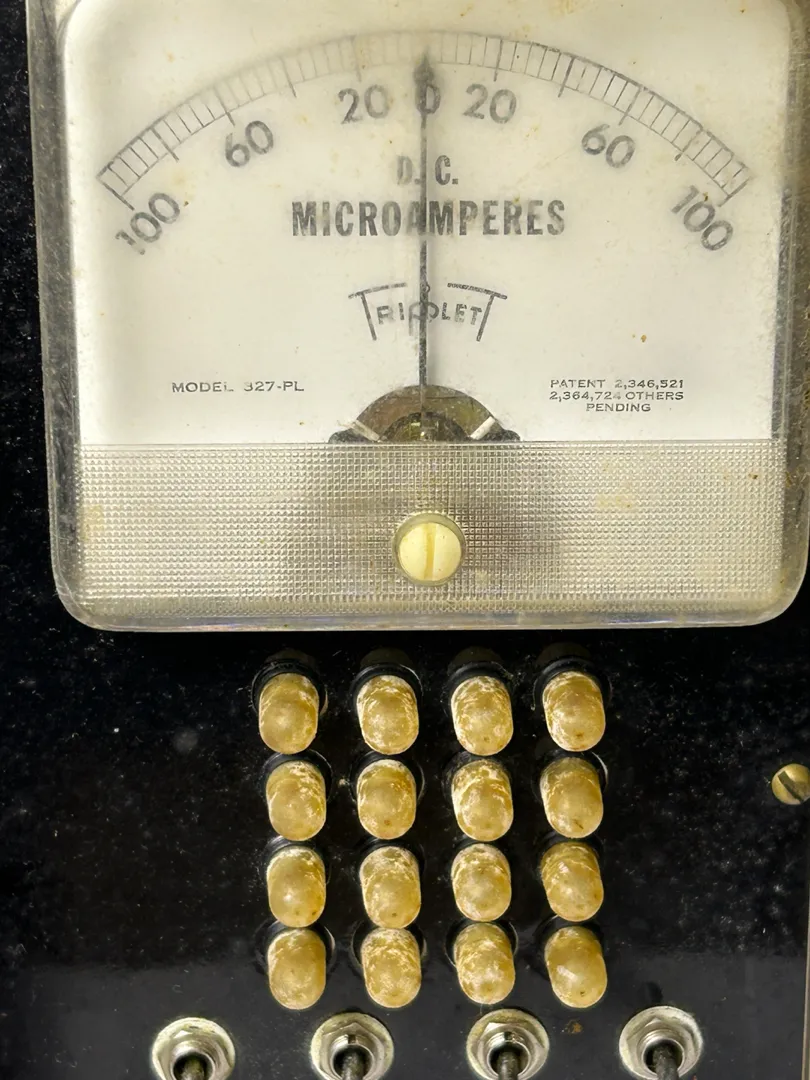 100 60 20 0 20 60 100
D.C.
MICROAMPERES
TRIPLET
MODEL 327-PL
PATENT 2,346,521
2,364,724 OTHERS
PENDING